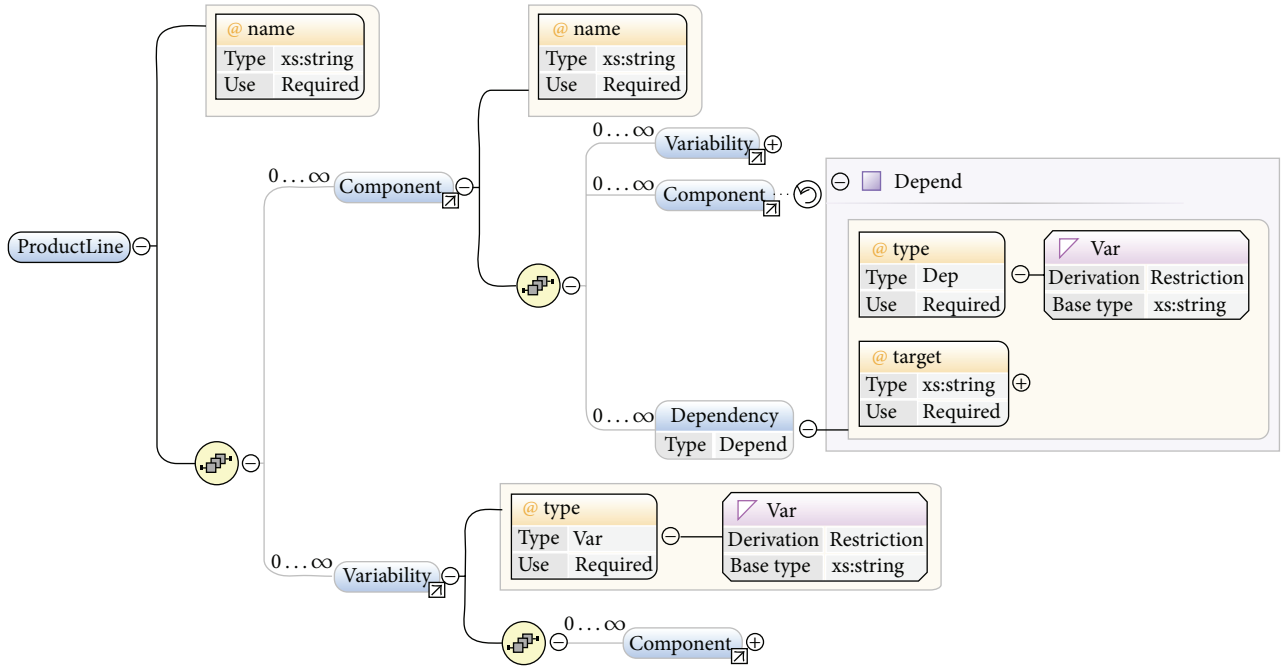 @ name
Type xs:string
Use Required
@ name
Type xs:string
Use Required
0...∞
Variability
0...∞
Component
0...∞
Component
Depend
ProductLine
@ type
Type Dep
Use Required
Var
Derivation Restriction
Base type xs:string
@ target
Type xs:string
Use Required
0...∞
Dependency
Type Depend
@ type
Type Var
Use Required
Var
Derivation Restriction
Base type xs:string
0...∞
Variability
0...∞
Component